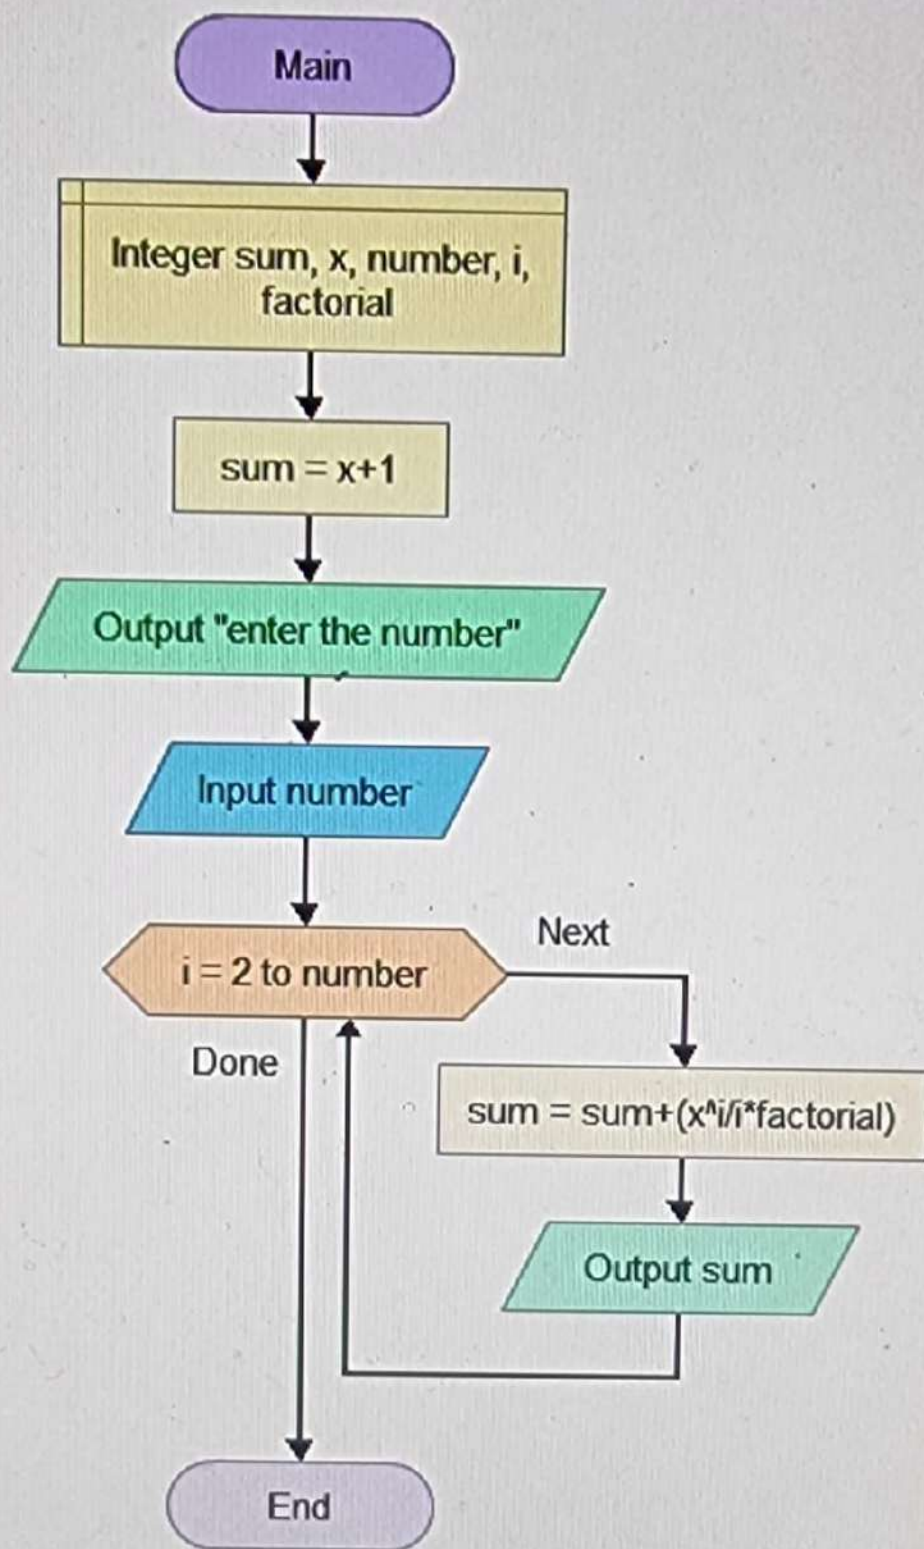 Main
Integer sum, x, number, i,
factorial
sum = x+1
Output "enter the number"
Input number
i = 2 to number
Next
Done
sum = sum+(x^i/i*factorial)
Output sum
End